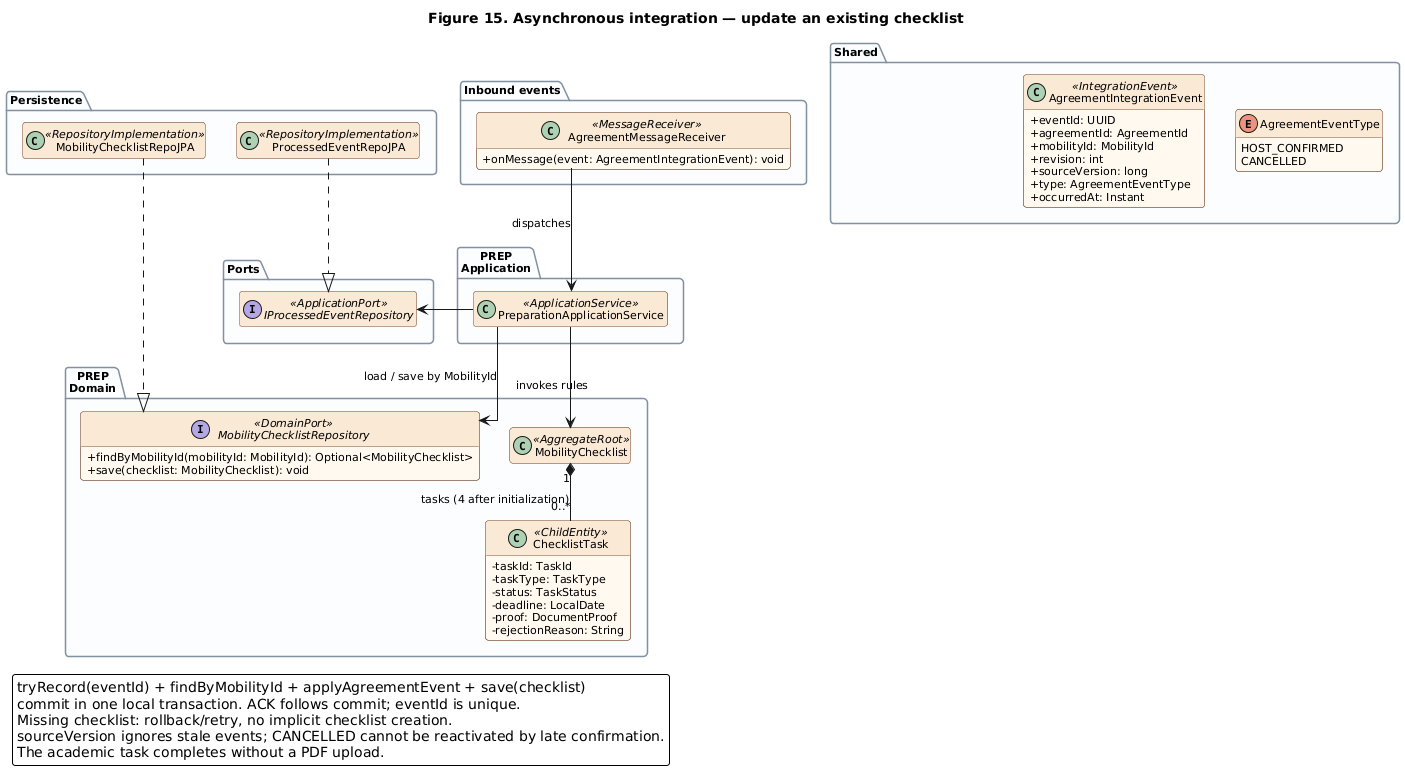 Figure 15. Asynchronous integration — update an existing checklist
Shared
C
«IntegrationEvent»
AgreementIntegrationEvent
+eventId: UUID
+agreementId: AgreementId
+mobilityId: MobilityId
+revision: int
+sourceVersion: long
+type: AgreementEventType
+occurredAt: Instant
E AgreementEventType
HOST_CONFIRMED
CANCELLED
Persistence
C
«RepositoryImplementation»
MobilityChecklistRepoJPA
C
«RepositoryImplementation»
ProcessedEventRepoJPA
Inbound events
C
«MessageReceiver»
AgreementMessageReceiver
+onMessage(event: AgreementIntegrationEvent): void
dispatches
Ports
I
«ApplicationPort»
IProcessedEventRepository
PREP
Application
C
«ApplicationService»
PreparationApplicationService
load / save by MobilityId
invokes rules
PREP
Domain
I
«DomainPort»
MobilityChecklistRepository
+findByMobilityId(mobilityId: MobilityId): Optional<MobilityChecklist>
+save(checklist: MobilityChecklist): void
C
«AggregateRoot»
MobilityChecklist
1
tasks (4 after initialization)
0..*
C
«ChildEntity»
ChecklistTask
-taskId: TaskId
-taskType: TaskType
-status: TaskStatus
-deadline: LocalDate
-proof: DocumentProof
-rejectionReason: String
tryRecord(eventId) + findByMobilityId + applyAgreementEvent + save(checklist)
commit in one local transaction. ACK follows commit; eventId is unique.
Missing checklist: rollback/retry, no implicit checklist creation.
sourceVersion ignores stale events; CANCELLED cannot be reactivated by late confirmation.
The academic task completes without a PDF upload.